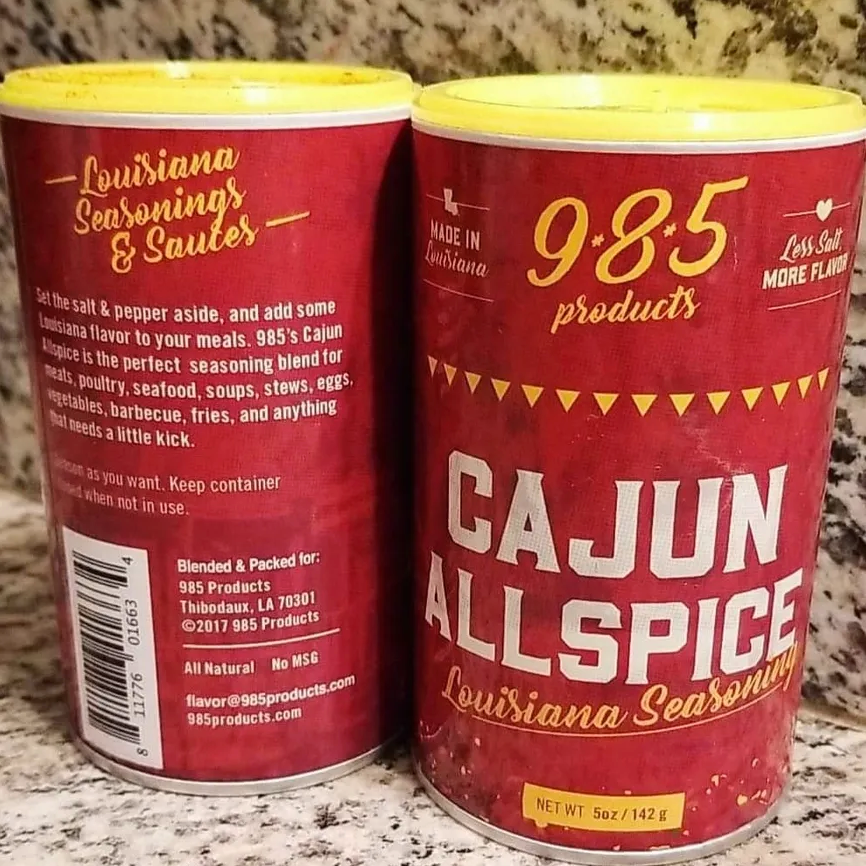 Louisiana
Seasonings
& Sauces
Set the salt & pepper aside, and add some
Louisiana flavor to your meals. 985's Cajun
Allspice is the perfect seasoning blend for
meats, poultry, seafood, soups, stews, eggs,
vegetables, barbecue, fries, and anything
that needs a little kick.
as you want. Keep container
when not in use.
8 11776 01663 4
Blended & Packed for:
985 Products
Thibodaux, LA 70301
©2017 985 Products
All Natural No MSG
flavor@985products.com
985products.com
MADE IN
Louisiana
9*8*5
products
Less Salt
MORE FLAVOR
CAJUN
ALLSPICE
Louisiana Seasoning
NET WT 5oz / 142 g